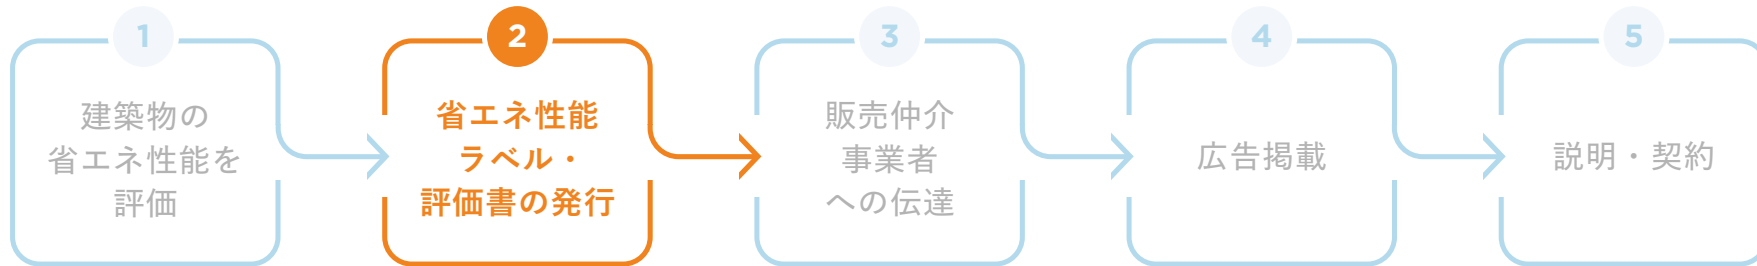 1
建築物の
省エネ性能を
評価
2
省エネ性能
ラベル・
評価書の発行
3
販売仲介
事業者
への伝達
4
広告掲載
5
説明・契約